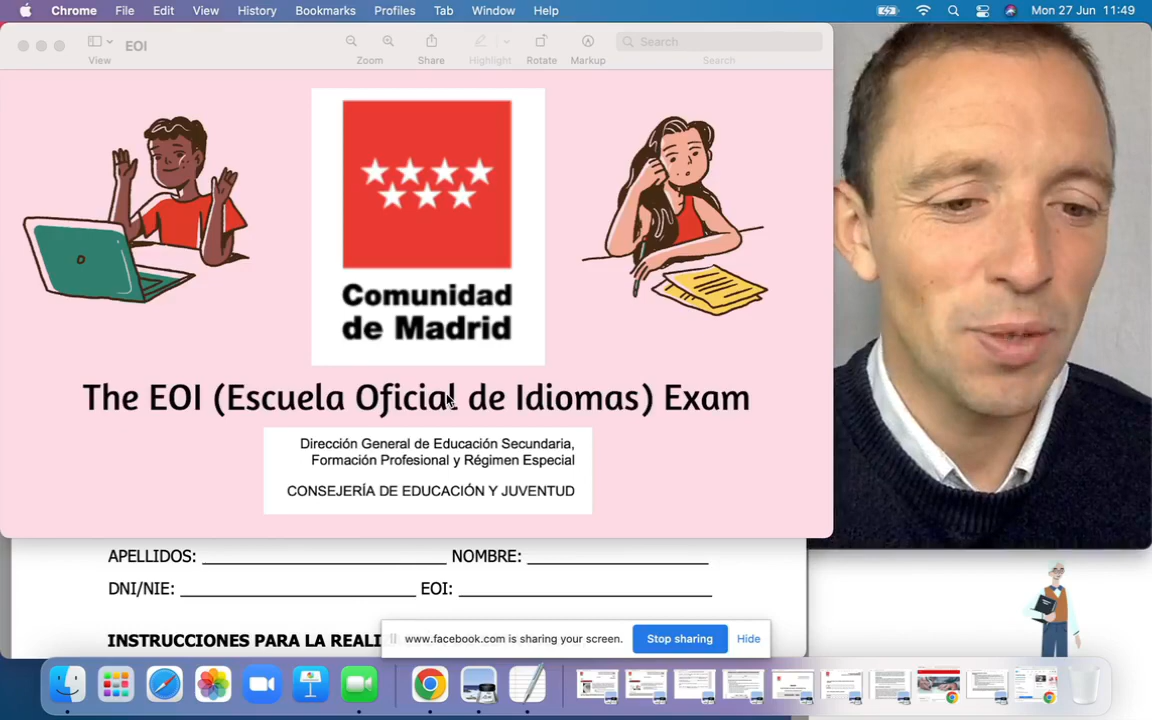 Chrome File Edit View History Bookmarks Profiles Tab Window Help Mon 27 Jun 11:49
EOI
Search
View Zoom Share Highlight Rotate Markup Search
Comunidad
de Madrid
The EOI (Escuela Oficial de Idiomas) Exam
Dirección General de Educación Secundaria,
Formación Profesional y Régimen Especial
CONSEJERÍA DE EDUCACIÓN Y JUVENTUD
APELLIDOS: NOMBRE:
DNI/NIE: EOI:
INSTRUCCIONES PARA LA REALI
www.facebook.com is sharing your screen. Stop sharing Hide